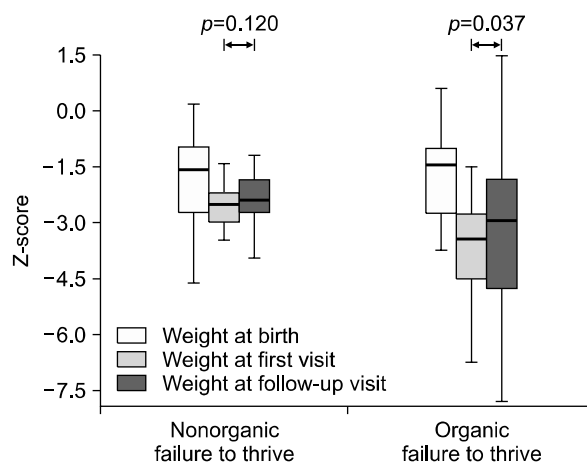 p=0.120
p=0.037
1.5
0.0
−1.5
−3.0
−4.5
−6.0
−7.5
Z-score
Weight at birth
Weight at first visit
Weight at follow-up visit
Nonorganic
failure to thrive
Organic
failure to thrive